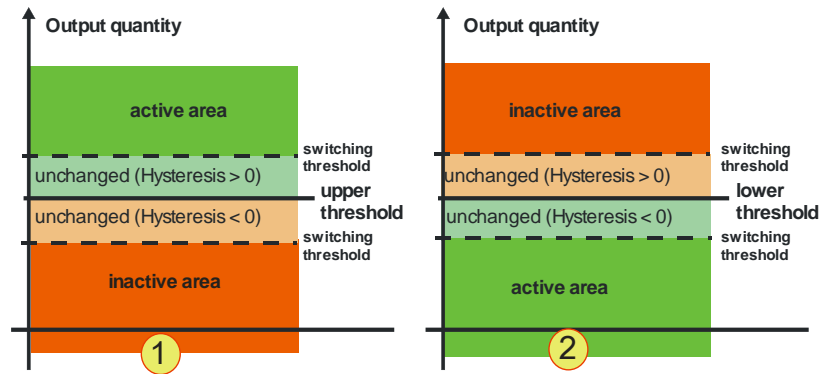 Output quantity
active area
switching
threshold
unchanged (Hysteresis > 0)
upper
threshold
unchanged (Hysteresis < 0)
switching
threshold
inactive area
1
Output quantity
inactive area
switching
threshold
unchanged (Hysteresis > 0)
lower
threshold
unchanged (Hysteresis < 0)
switching
threshold
active area
2